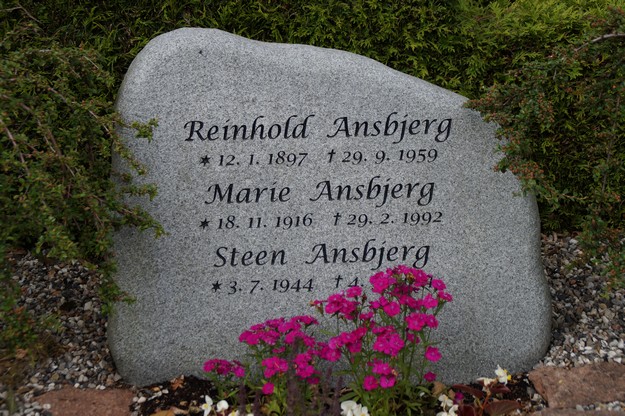 Reinhold Ansbjerg
* 12. 1. 1897 † 29. 9. 1959
Marie Ansbjerg
* 18. 11. 1916 † 29. 2. 1992
Steen Ansbjerg
* 3. 7. 1944 † 4.